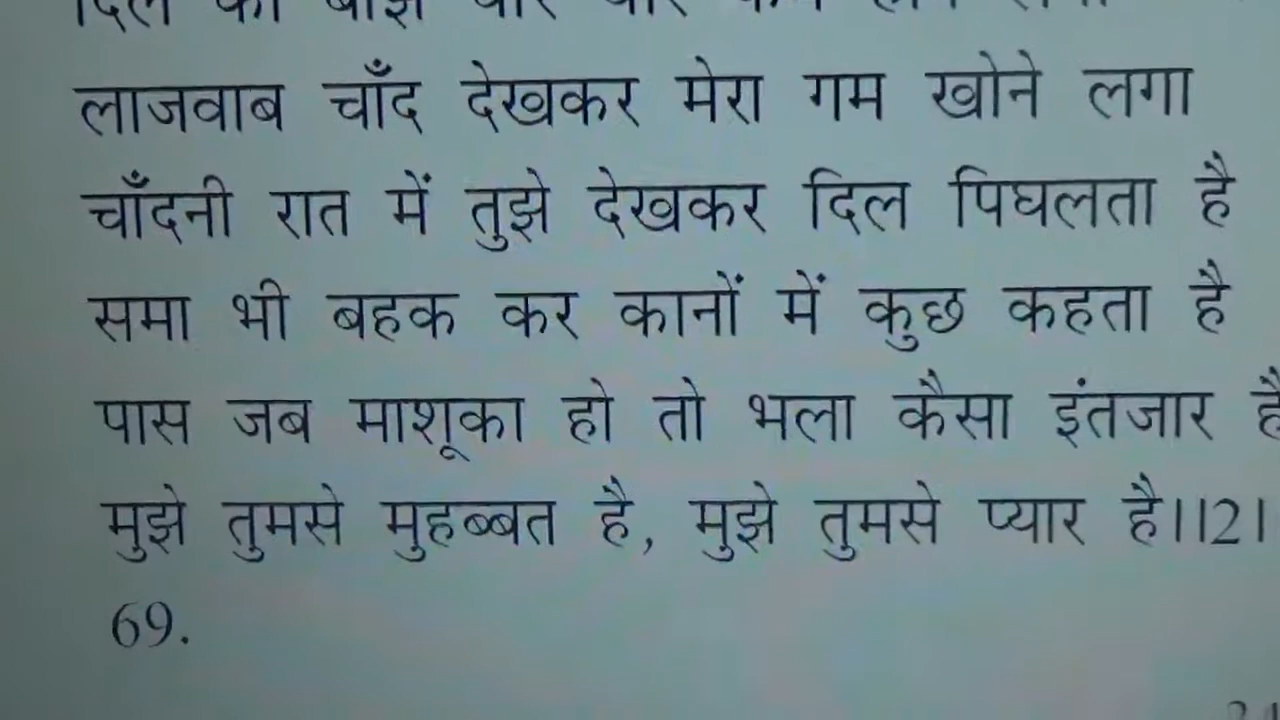 लाजवाब चाँद देखकर मेरा गम खोने लगा
चाँदनी रात में तुझे देखकर दिल पिघलता है
समा भी बहक कर कानों में कुछ कहता है
पास जब माशूका हो तो भला कैसा इंतजार है
मुझे तुमसे मुहब्बत है, मुझे तुमसे प्यार है।।2।
69.